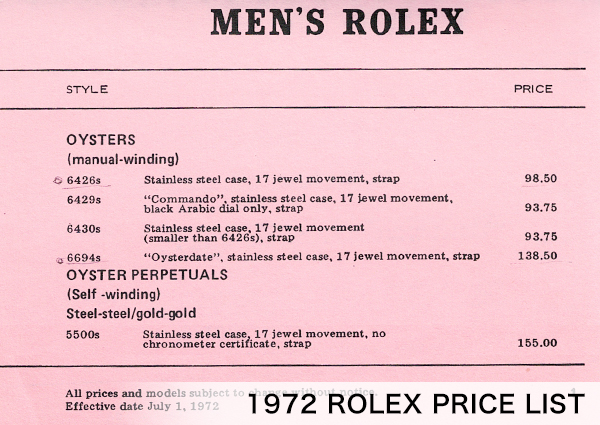 MEN'S ROLEX
STYLE PRICE
OYSTERS
(manual-winding)
6426s Stainless steel case, 17 jewel movement, strap 98.50
6429s "Commando", stainless steel case, 17 jewel movement,
black Arabic dial only, strap 93.75
6430s Stainless steel case, 17 jewel movement
(smaller than 6426s), strap 93.75
6694s "Oysterdate", stainless steel case, 17 jewel movement, strap 138.50
OYSTER PERPETUALS
(Self -winding)
Steel-steel/gold-gold
5500s Stainless steel case, 17 jewel movement, no
chronometer certificate, strap 155.00
All prices and models subject to change without notice. 1
Effective date July 1, 1972
1972 ROLEX PRICE LIST